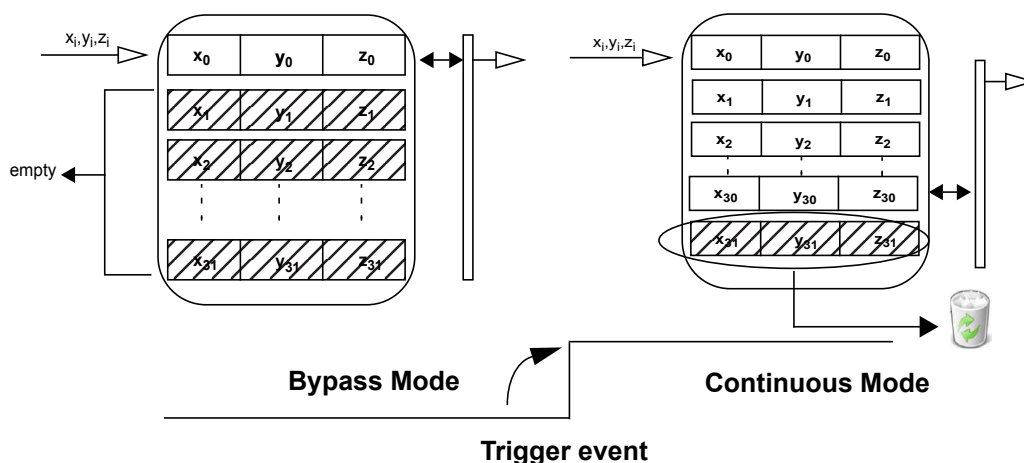 xᵢ,yᵢ,zᵢ
x₀ y₀ z₀
x₁ y₁ z₁
x₂ y₂ z₂
x₃₁ y₃₁ z₃₁
empty
Bypass Mode
xᵢ,yᵢ,zᵢ
x₀ y₀ z₀
x₁ y₁ z₁
x₂ y₂ z₂
x₃₀ y₃₀ z₃₀
x₃₁ y₃₁ z₃₁
Continuous Mode
Trigger event